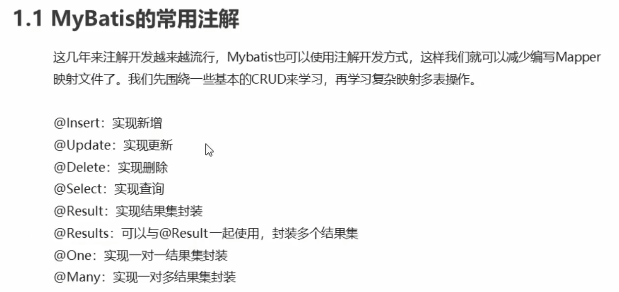 1.1 MyBatis的常用注解
这几年来注解开发越来越流行，Mybatis也可以使用注解开发方式，这样我们就可以减少编写Mapper
映射文件了。我们先围绕一些基本的CRUD来学习，再学习复杂映射多表操作。
@Insert：实现新增
@Update：实现更新
@Delete：实现删除
@Select：实现查询
@Result：实现结果集封装
@Results：可以与@Result一起使用，封装多个结果集
@One：实现一对一结果集封装
@Many：实现一对多结果集封装